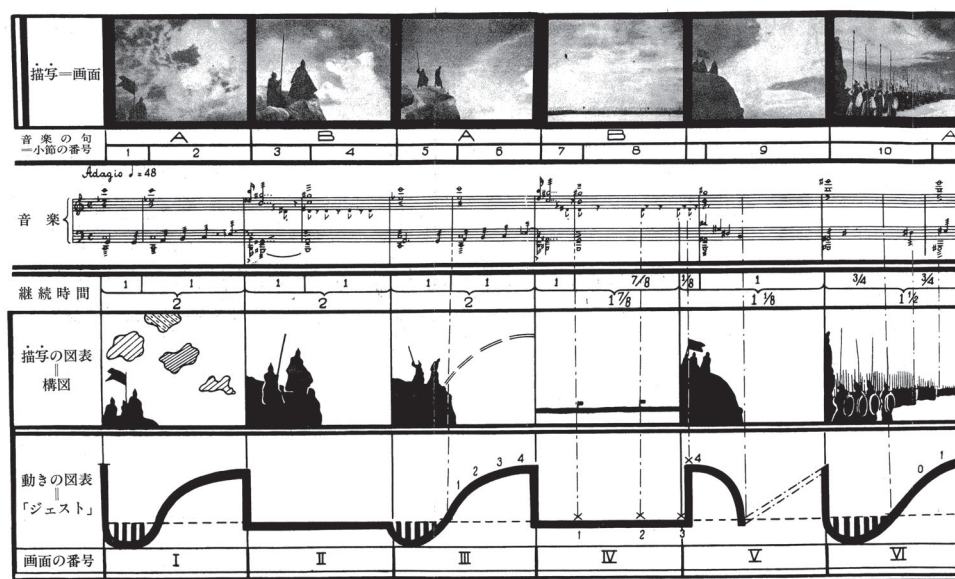 描写=画面
音楽の句
=小節の番号
A B A B A
1 2 3 4 5 6 7 8 9 10
Adagio ♩=48
音楽
継続時間
1 1 1 1 1 1 1 7/8 1/8 1 3/4 3/4
2 2 2 1 7/8 1 1/8 1 1/2
描写の図表
‖
構図
動きの図表
‖
「ジェスト」
1 2 3 4 1 2 3 4 0 1
画面の番号
I II III IV V VI